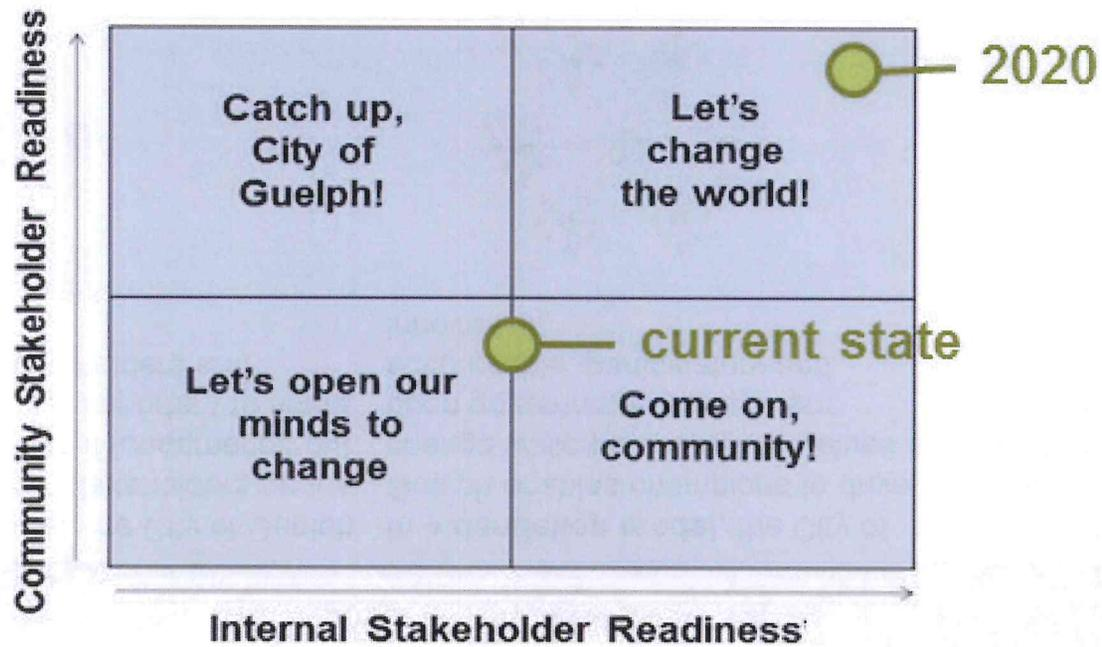 Community Stakeholder Readiness
Catch up,
City of
Guelph!
Let's
change
the world!
2020
current state
Let's open our
minds to
change
Come on,
community!
Internal Stakeholder Readiness